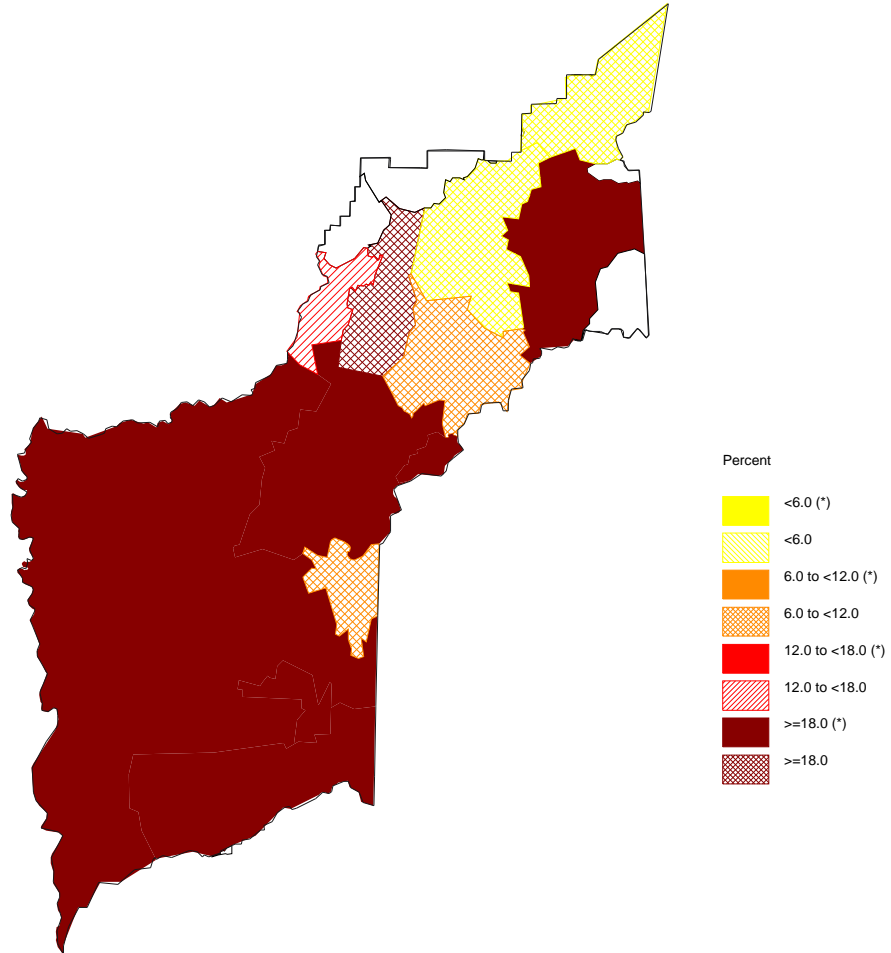 Percent
<6.0 (*)
<6.0
6.0 to <12.0 (*)
6.0 to <12.0
12.0 to <18.0 (*)
12.0 to <18.0
>=18.0 (*)
>=18.0